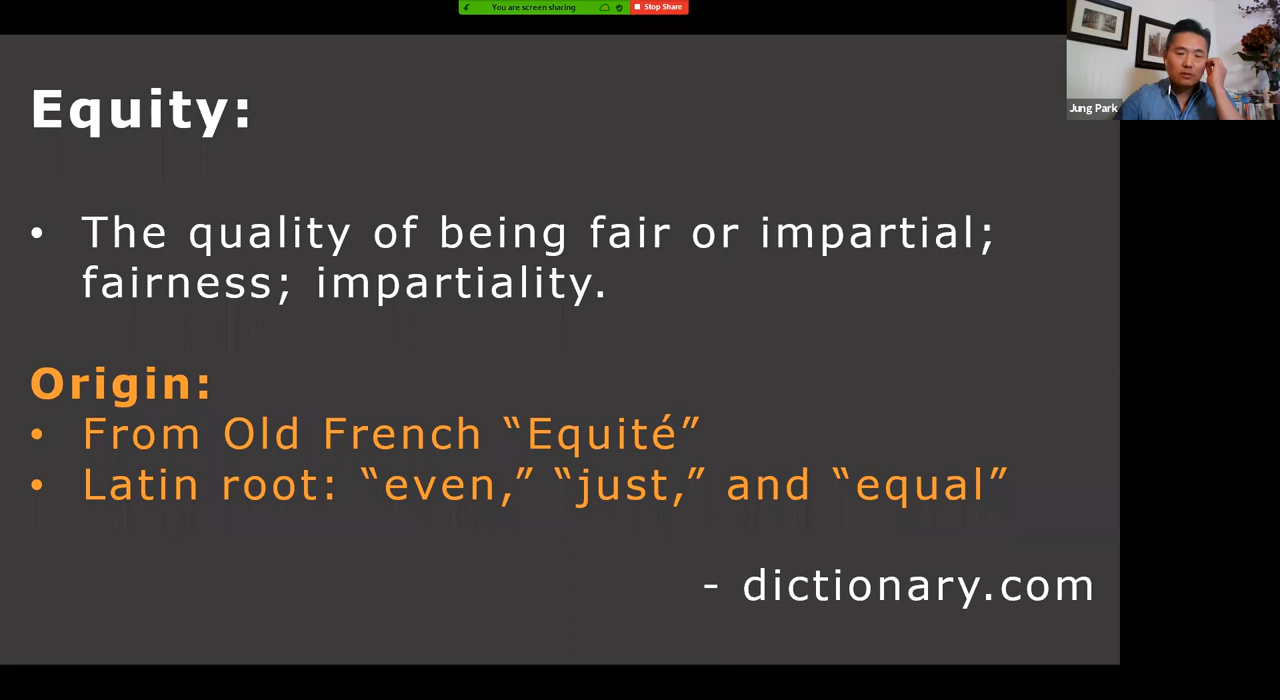 You are screen sharing
Stop Share
Jung Park
Equity:
• The quality of being fair or impartial;
fairness; impartiality.
Origin:
• From Old French “Equité”
• Latin root: “even,” “just,” and “equal”
- dictionary.com